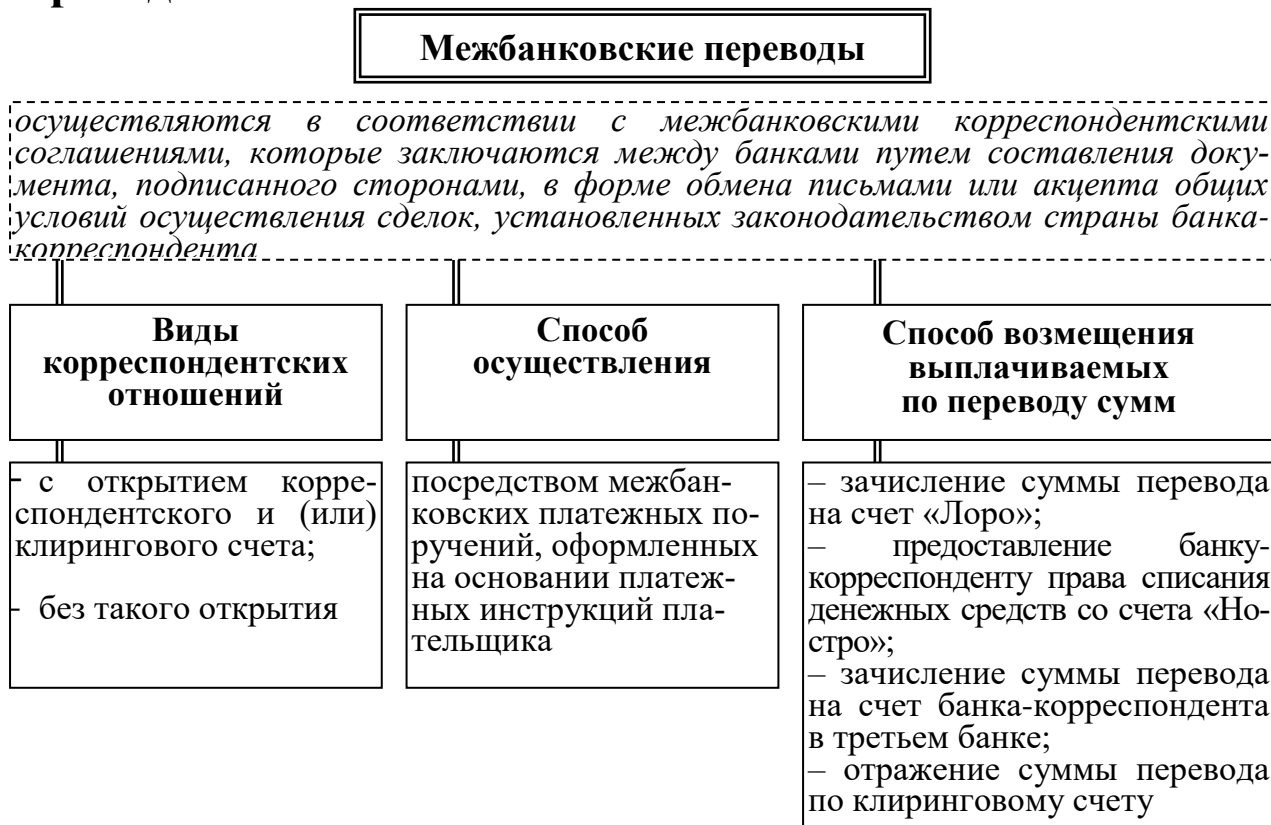 Межбанковские переводы
осуществляются в соответствии с межбанковскими корреспондентскими
соглашениями, которые заключаются между банками путем составления доку-
мента, подписанного сторонами, в форме обмена письмами или акцепта общих
условий осуществления сделок, установленных законодательством страны банка-
корреспондента
Виды
корреспондентских
отношений
Способ
осуществления
Способ возмещения
выплачиваемых
по переводу сумм
- с открытием корре-
спондентского и (или)
клирингового счета;
- без такого открытия
посредством межбан-
ковских платежных по-
ручений, оформленных
на основании платеж-
ных инструкций пла-
тельщика
– зачисление суммы перевода
на счет «Лоро»;
– предоставление банку-
корреспонденту права списания
денежных средств со счета «Но-
стро»;
– зачисление суммы перевода
на счет банка-корреспондента
в третьем банке;
– отражение суммы перевода
по клиринговому счету